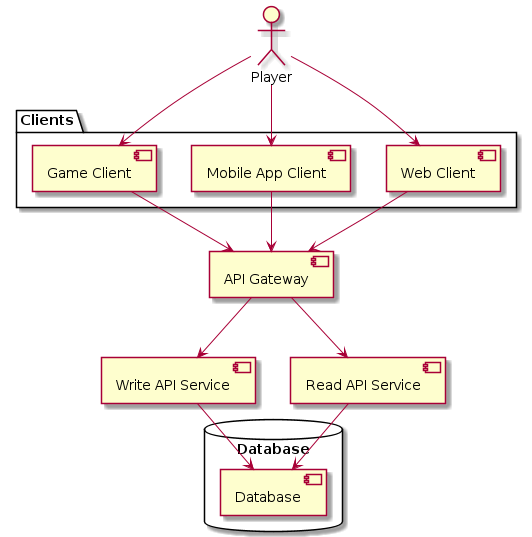 Player
Clients
Game Client
Mobile App Client
Web Client
API Gateway
Write API Service
Read API Service
Database
Database